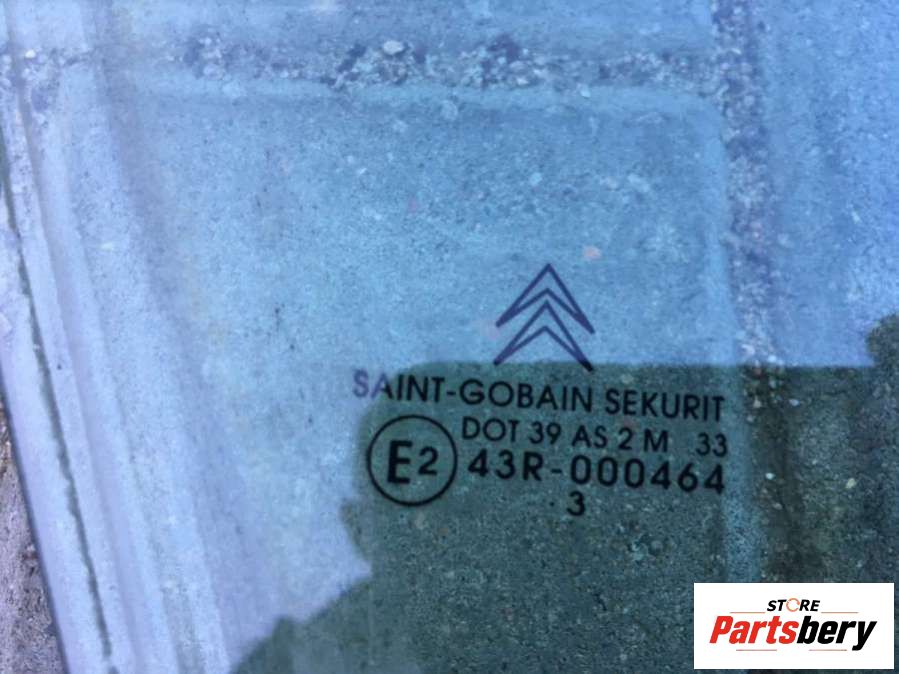 SAINT-GOBAIN SEKURIT
DOT 39 AS 2 M 33
E2 43R-000464
. 3
STORE
Partsbery